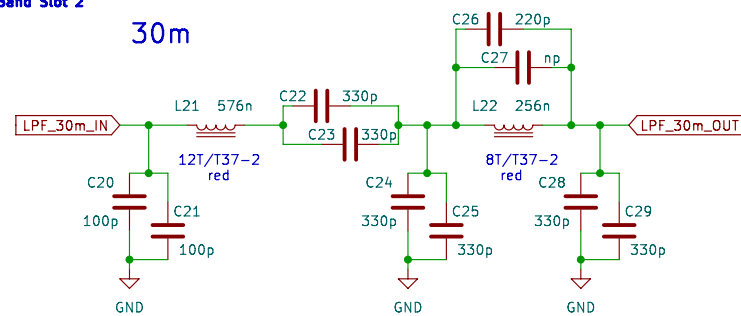 Band Slot 2
30m
C26 220p
C27 np
C22 330p
L21 576n
L22 256n
C23 330p
LPF_30m_IN
LPF_30m_OUT
12T/T37-2
red
8T/T37-2
red
C20
100p
C21
100p
C24
330p
C25
330p
C28
330p
C29
330p
GND
GND
GND